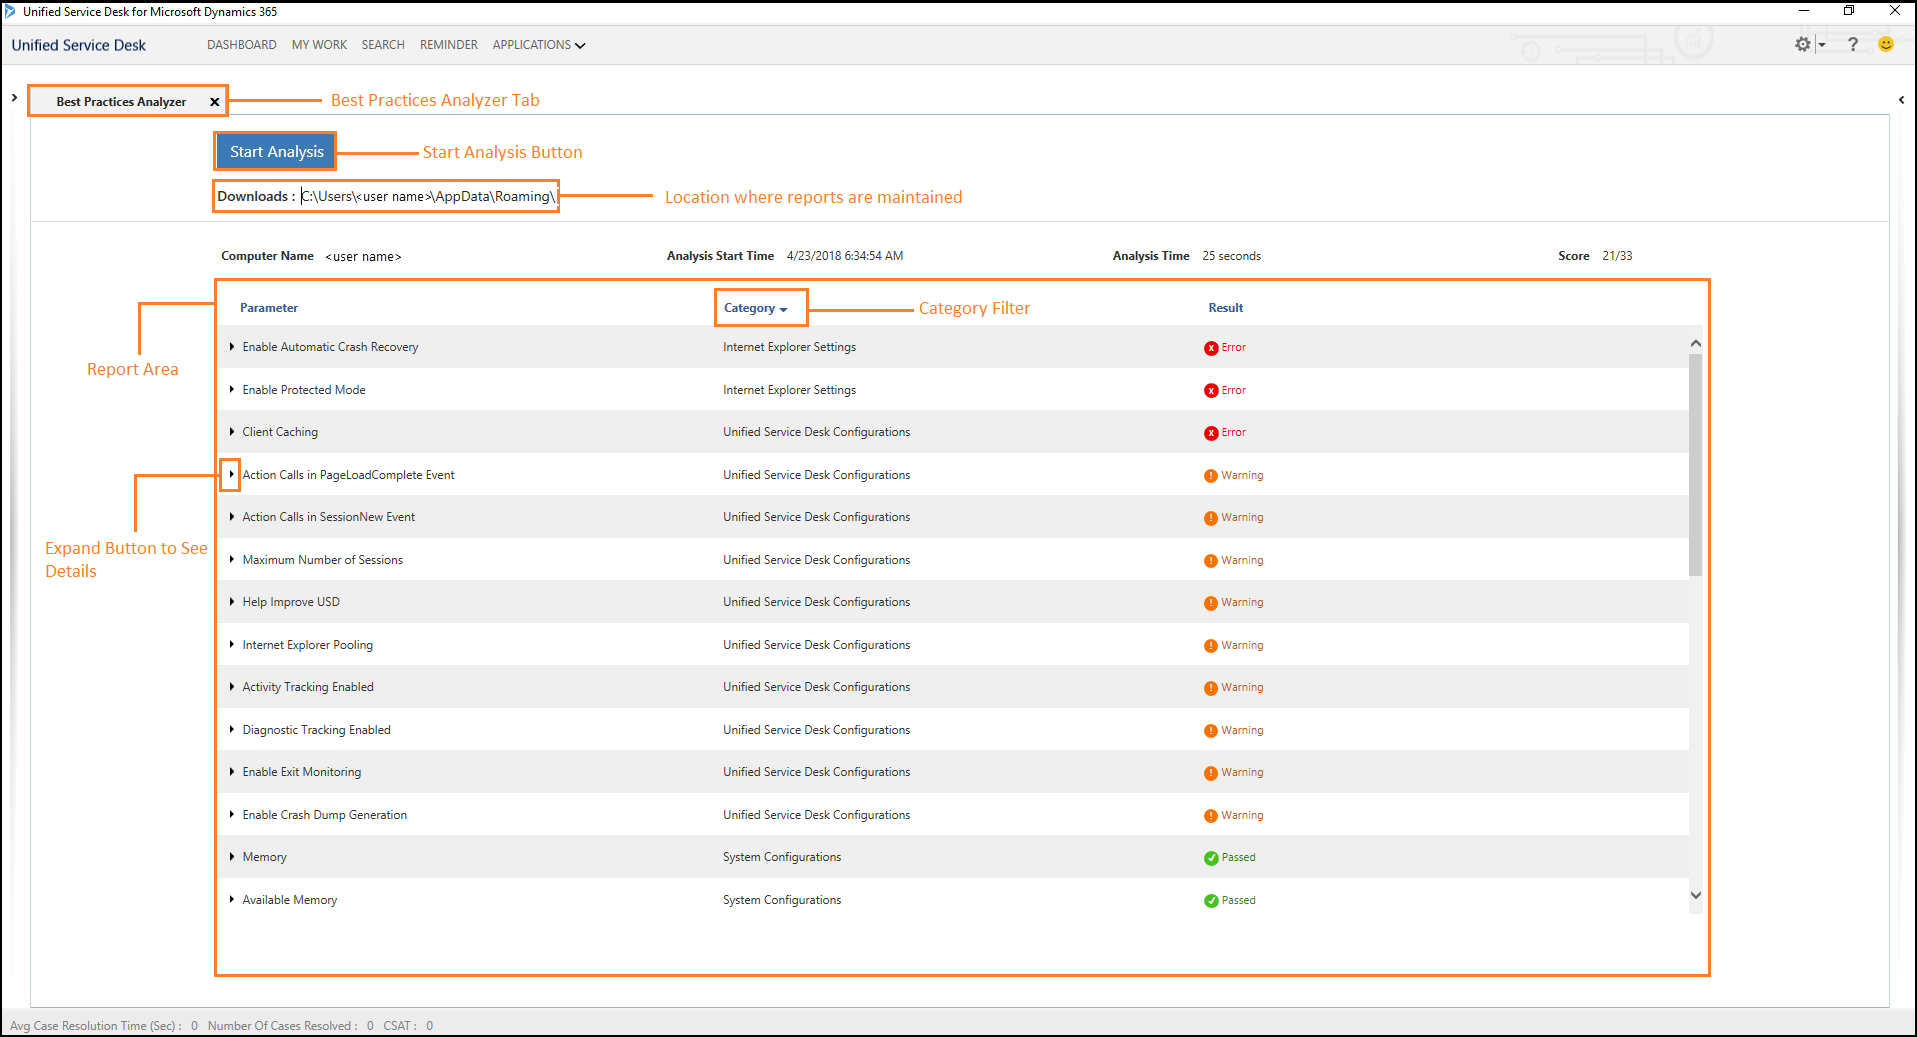 Unified Service Desk for Microsoft Dynamics 365
Unified Service Desk DASHBOARD MY WORK SEARCH REMINDER APPLICATIONS ?
Best Practices Analyzer x Best Practices Analyzer Tab
Start Analysis Start Analysis Button
Downloads : C:\Users\<user name>\AppData\Roaming\ Location where reports are maintained
Computer Name <user name> Analysis Start Time 4/23/2018 6:34:54 AM Analysis Time 25 seconds Score 21/33
Parameter Category Category Filter Result
Enable Automatic Crash Recovery Internet Explorer Settings Error
Report Area
Enable Protected Mode Internet Explorer Settings Error
Client Caching Unified Service Desk Configurations Error
Action Calls in PageLoadComplete Event Unified Service Desk Configurations Warning
Action Calls in SessionNew Event Unified Service Desk Configurations Warning
Expand Button to See
Details
Maximum Number of Sessions Unified Service Desk Configurations Warning
Help Improve USD Unified Service Desk Configurations Warning
Internet Explorer Pooling Unified Service Desk Configurations Warning
Activity Tracking Enabled Unified Service Desk Configurations Warning
Diagnostic Tracking Enabled Unified Service Desk Configurations Warning
Enable Exit Monitoring Unified Service Desk Configurations Warning
Enable Crash Dump Generation Unified Service Desk Configurations Warning
Memory System Configurations Passed
Available Memory System Configurations Passed
Avg Case Resolution Time (Sec) : 0 Number Of Cases Resolved : 0 CSAT : 0